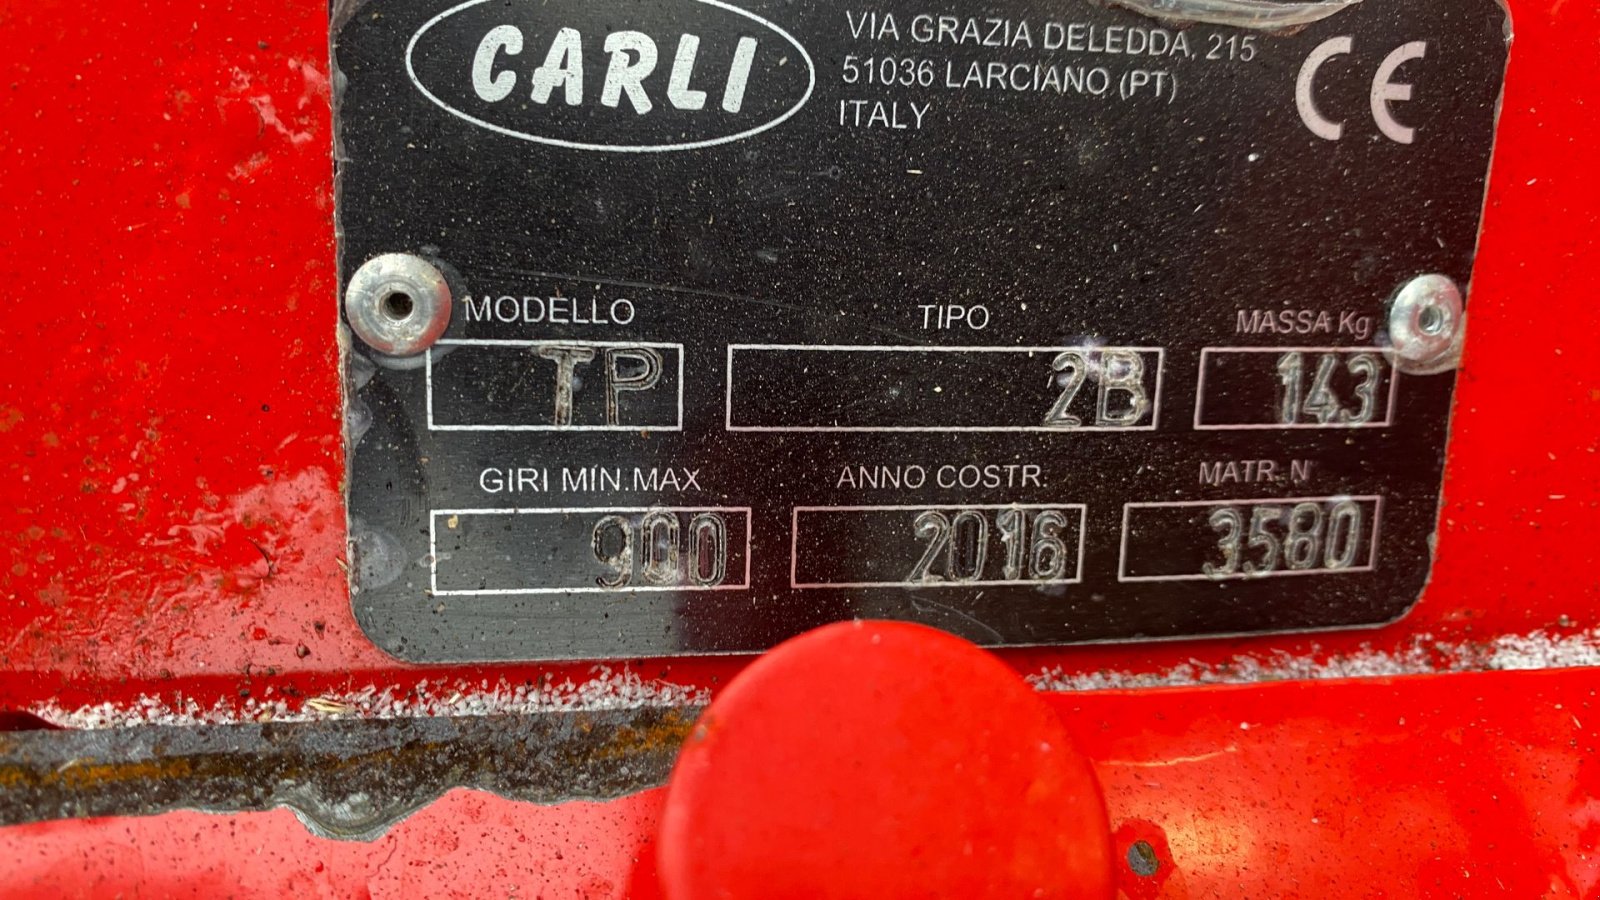 CARLI
VIA GRAZIA DELEDDA, 215
51036 LARCIANO (PT)
ITALY
CE
MODELLO TIPO MASSA Kg
TP 2B 143
GIRI MIN.MAX ANNO COSTR. MATR. N
900 2016 3580